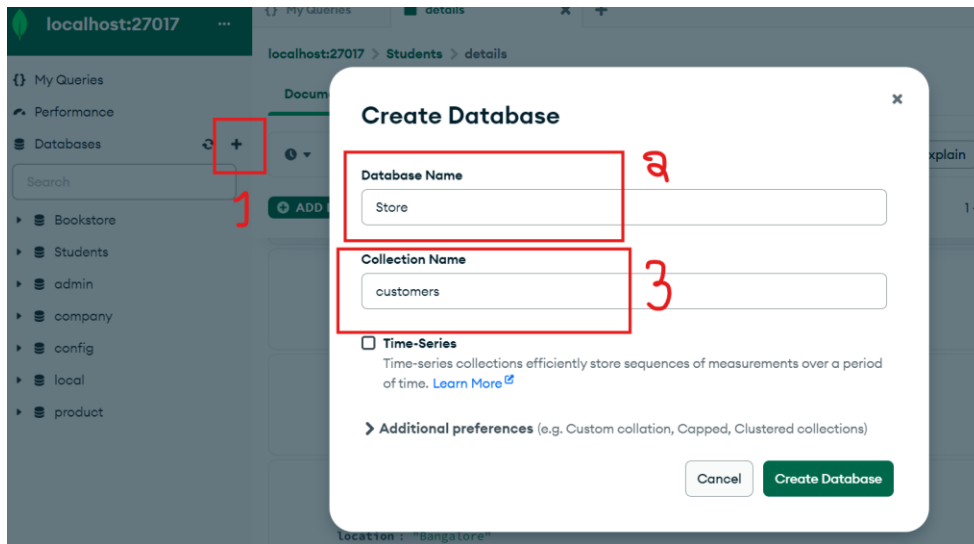 localhost:27017 ...
{} My Queries
details
localhost:27017 > Students > details
{} My Queries
Performance
Databases
Search
Bookstore
Students
admin
company
config
local
product
1
Docum
ADD
xplain
1
Create Database
Database Name
Store
2
Collection Name
customers
3
Time-Series
Time-series collections efficiently store sequences of measurements over a period
of time. Learn More
Additional preferences (e.g. Custom collation, Capped, Clustered collections)
Cancel
Create Database
location : "Bangalore"